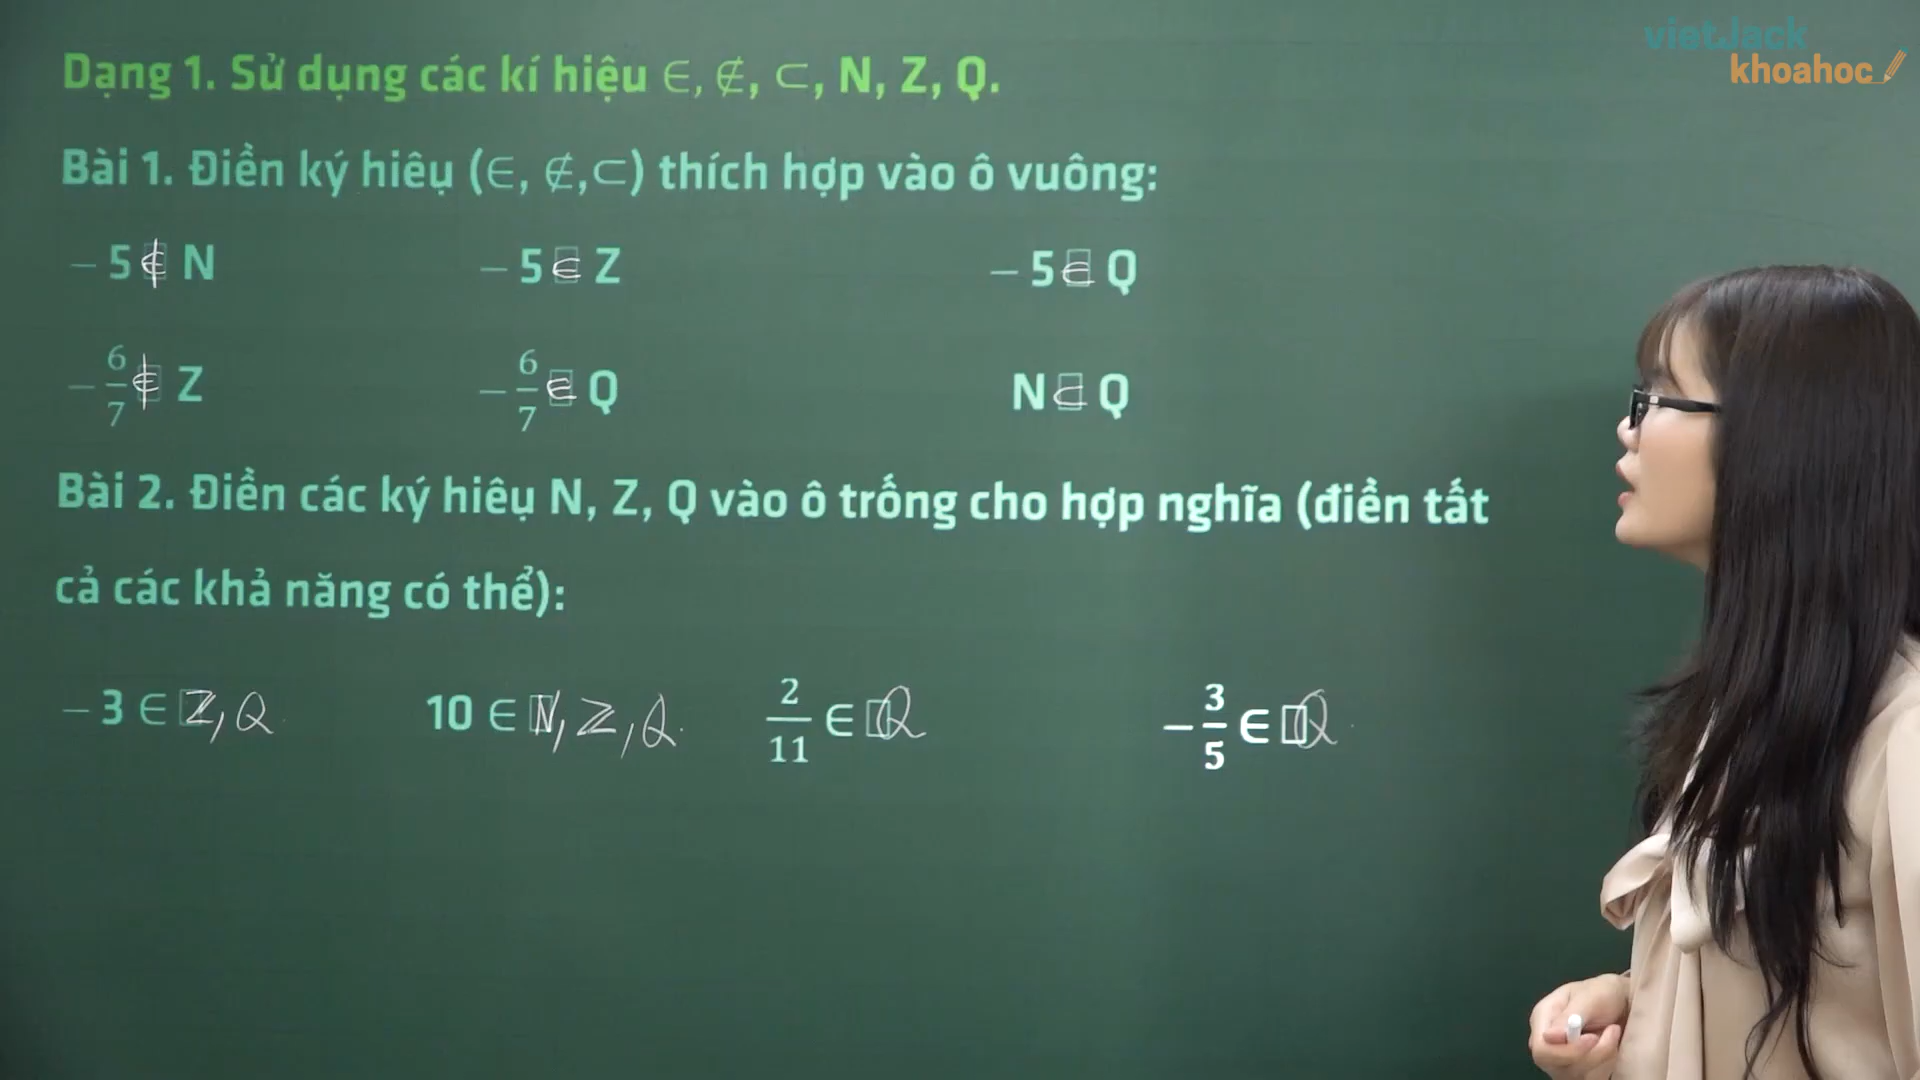 vietJack
khoahoc
Dạng 1. Sử dụng các kí hiệu ∈, ∉, ⊂, N, Z, Q.
Bài 1. Điền ký hiệu (∈, ∉,⊂) thích hợp vào ô vuông:
– 5 ∉ N – 5 ∈ Z – 5 ∈ Q
–6/7 ∉ Z –6/7 ∈ Q N ⊂ Q
Bài 2. Điền các ký hiệu N, Z, Q vào ô trống cho hợp nghĩa (điền tất
cả các khả năng có thể):
– 3 ∈ Z, Q 10 ∈ N, Z, Q 2/11 ∈ Q –3/5 ∈ Q